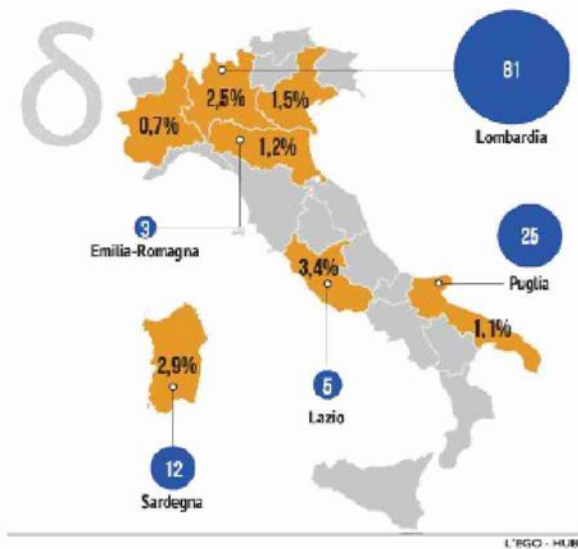 δ
81
Lombardia
2,5%
1,5%
0,7%
1,2%
3
Emilia-Romagna
25
Puglia
3,4%
1,1%
5
Lazio
2,9%
12
Sardegna
L'EGO - HUB